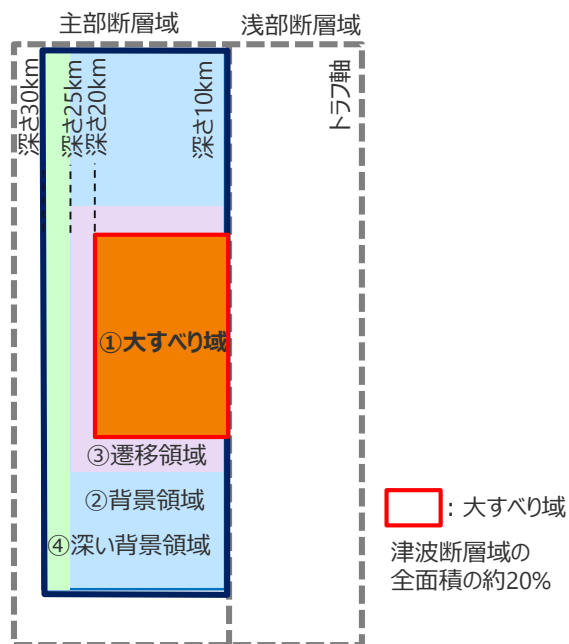 主部断層域
浅部断層域
深さ30km
深さ25km
深さ20km
深さ10km
トラフ軸
①大すべり域
③遷移領域
②背景領域
④深い背景領域
：大すべり域
津波断層域の
全面積の約20%